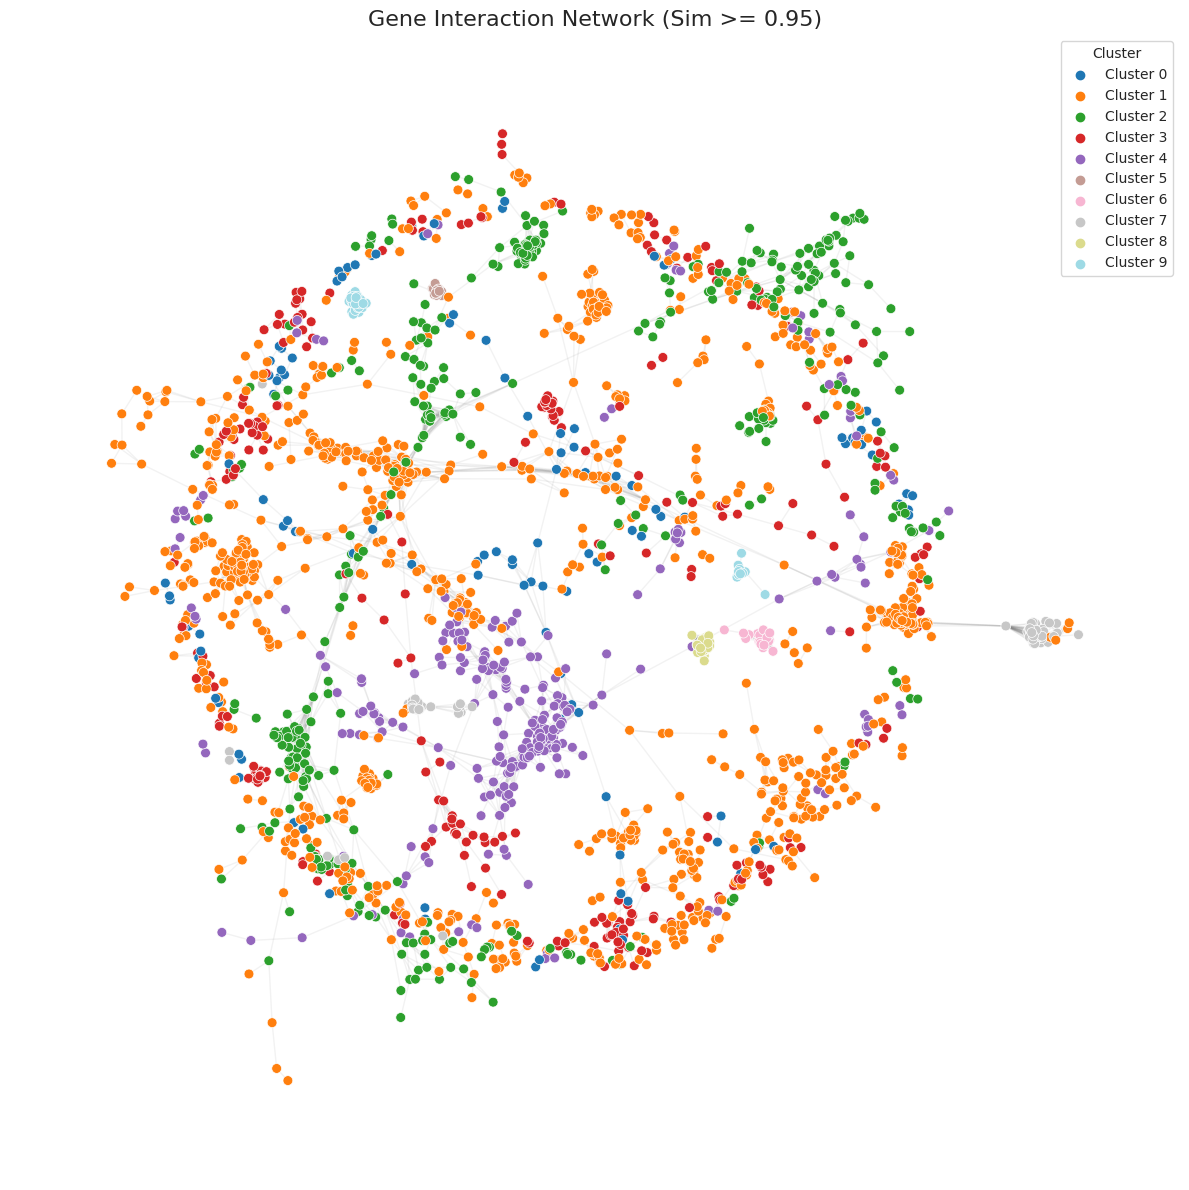 Gene Interaction Network (Sim >= 0.95)
Cluster
Cluster 0
Cluster 1
Cluster 2
Cluster 3
Cluster 4
Cluster 5
Cluster 6
Cluster 7
Cluster 8
Cluster 9